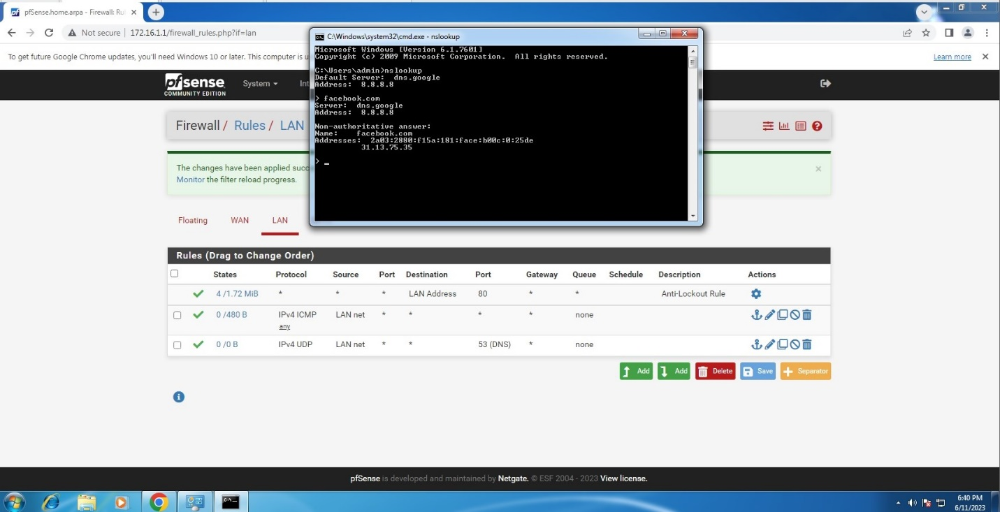 pfSense.home.arpa - Firewall: Rul
Not secure | 172.16.1.1/firewall_rules.php?if=lan
To get future Google Chrome updates, you'll need Windows 10 or later. This computer is u
Learn more
C:\Windows\system32\cmd.exe - nslookup
Microsoft Windows [Version 6.1.7601]
Copyright (c) 2009 Microsoft Corporation.  All rights reserved.
C:\Users\admin>nslookup
Default Server:  dns.google
Address:  8.8.8.8
> facebook.com
Server:  dns.google
Address:  8.8.8.8
Non-authoritative answer:
Name:    facebook.com
Addresses:  2a03:2880:f15a:181:face:b00c:0:25de
31.13.75.35
> _
pfsense
COMMUNITY EDITION
System
Int
Firewall / Rules / LAN
The changes have been applied succ
Monitor the filter reload progress.
Floating WAN LAN
Rules (Drag to Change Order)
States Protocol Source Port Destination Port Gateway Queue Schedule Description Actions
4 /1.72 MiB * * * LAN Address 80 * * Anti-Lockout Rule
0 /480 B IPv4 ICMP LAN net * * * * none
any
0 /0 B IPv4 UDP LAN net * * 53 (DNS) * none
Add Add Delete Save Separator
pfSense is developed and maintained by Netgate. © ESF 2004 - 2023 View license.
6:40 PM
6/11/2023